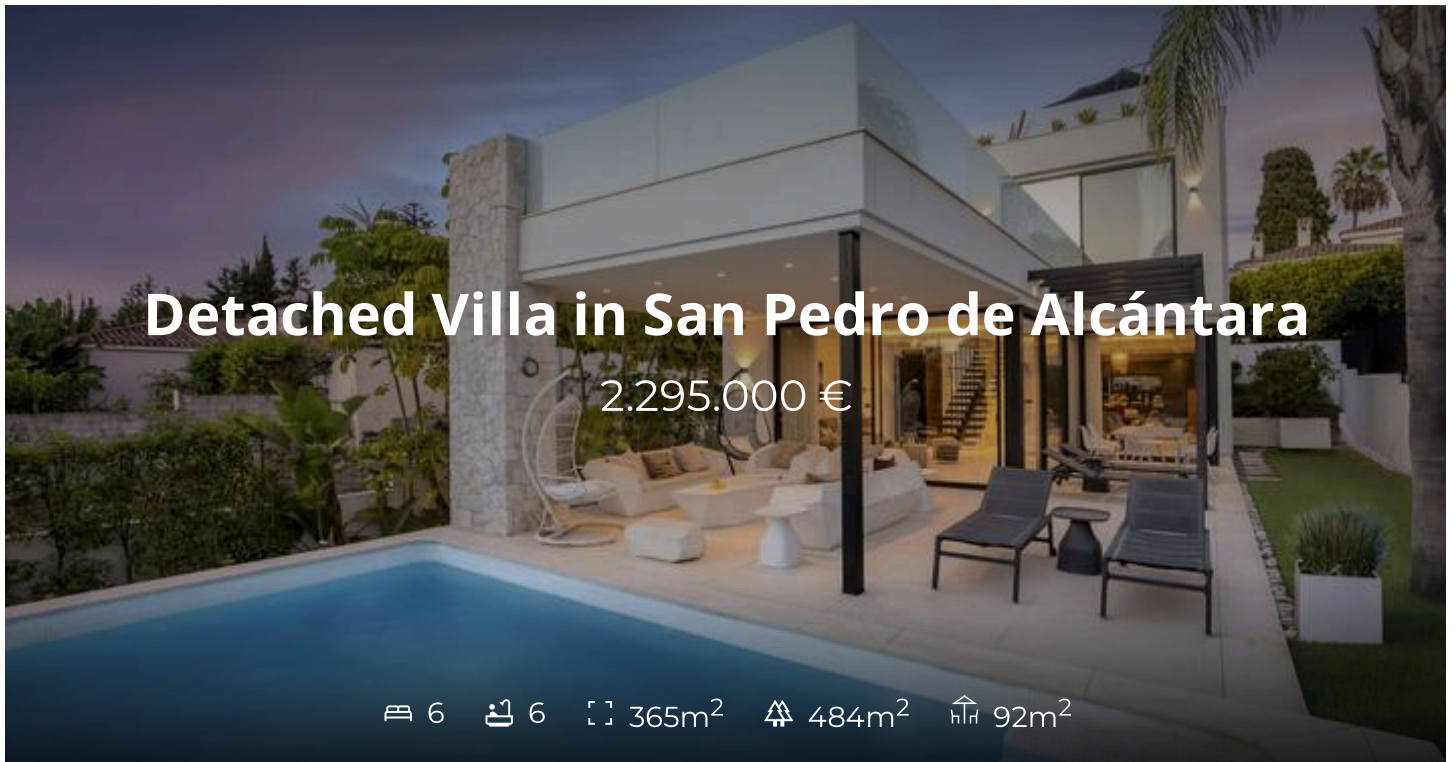 Detached Villa in San Pedro de Alcántara
2.295.000 €
6 6 365m² 484m² 92m²